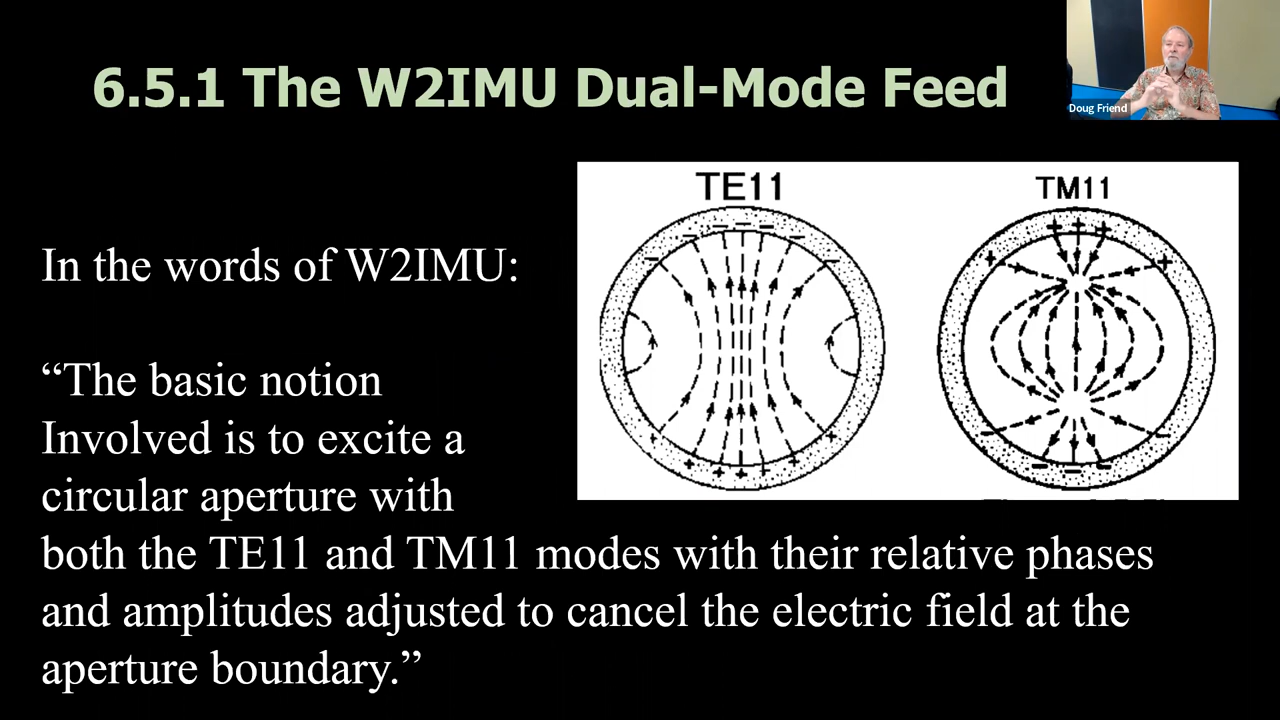 6.5.1 The W2IMU Dual-Mode Feed
Doug Friend
TE11
TM11
In the words of W2IMU:
“The basic notion
Involved is to excite a
circular aperture with
both the TE11 and TM11 modes with their relative phases
and amplitudes adjusted to cancel the electric field at the
aperture boundary.”